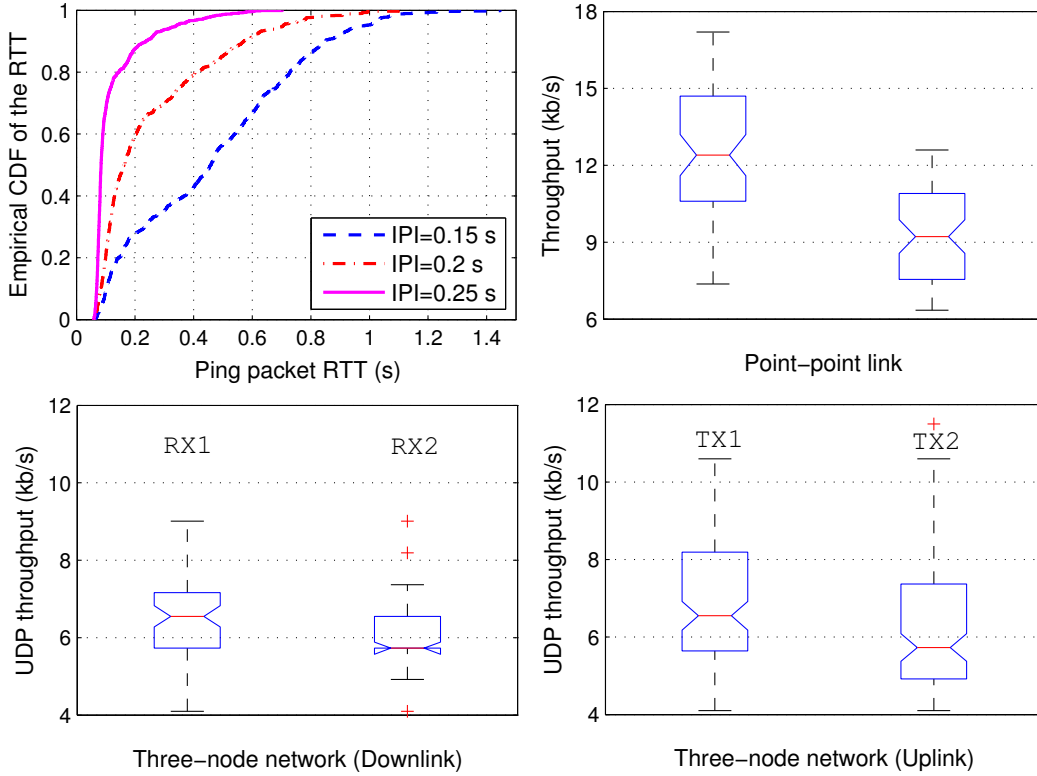 Empirical CDF of the RTT
1
0.8
0.6
0.4
0.2
0
IPI=0.15 s
IPI=0.2 s
IPI=0.25 s
0 0.2 0.4 0.6 0.8 1 1.2 1.4
Ping packet RTT (s)
Throughput (kb/s)
18
15
12
9
6
Point−point link
UDP throughput (kb/s)
12
10
8
6
4
RX1 RX2
Three−node network (Downlink)
UDP throughput (kb/s)
12
10
8
6
4
TX1 TX2
Three−node network (Uplink)